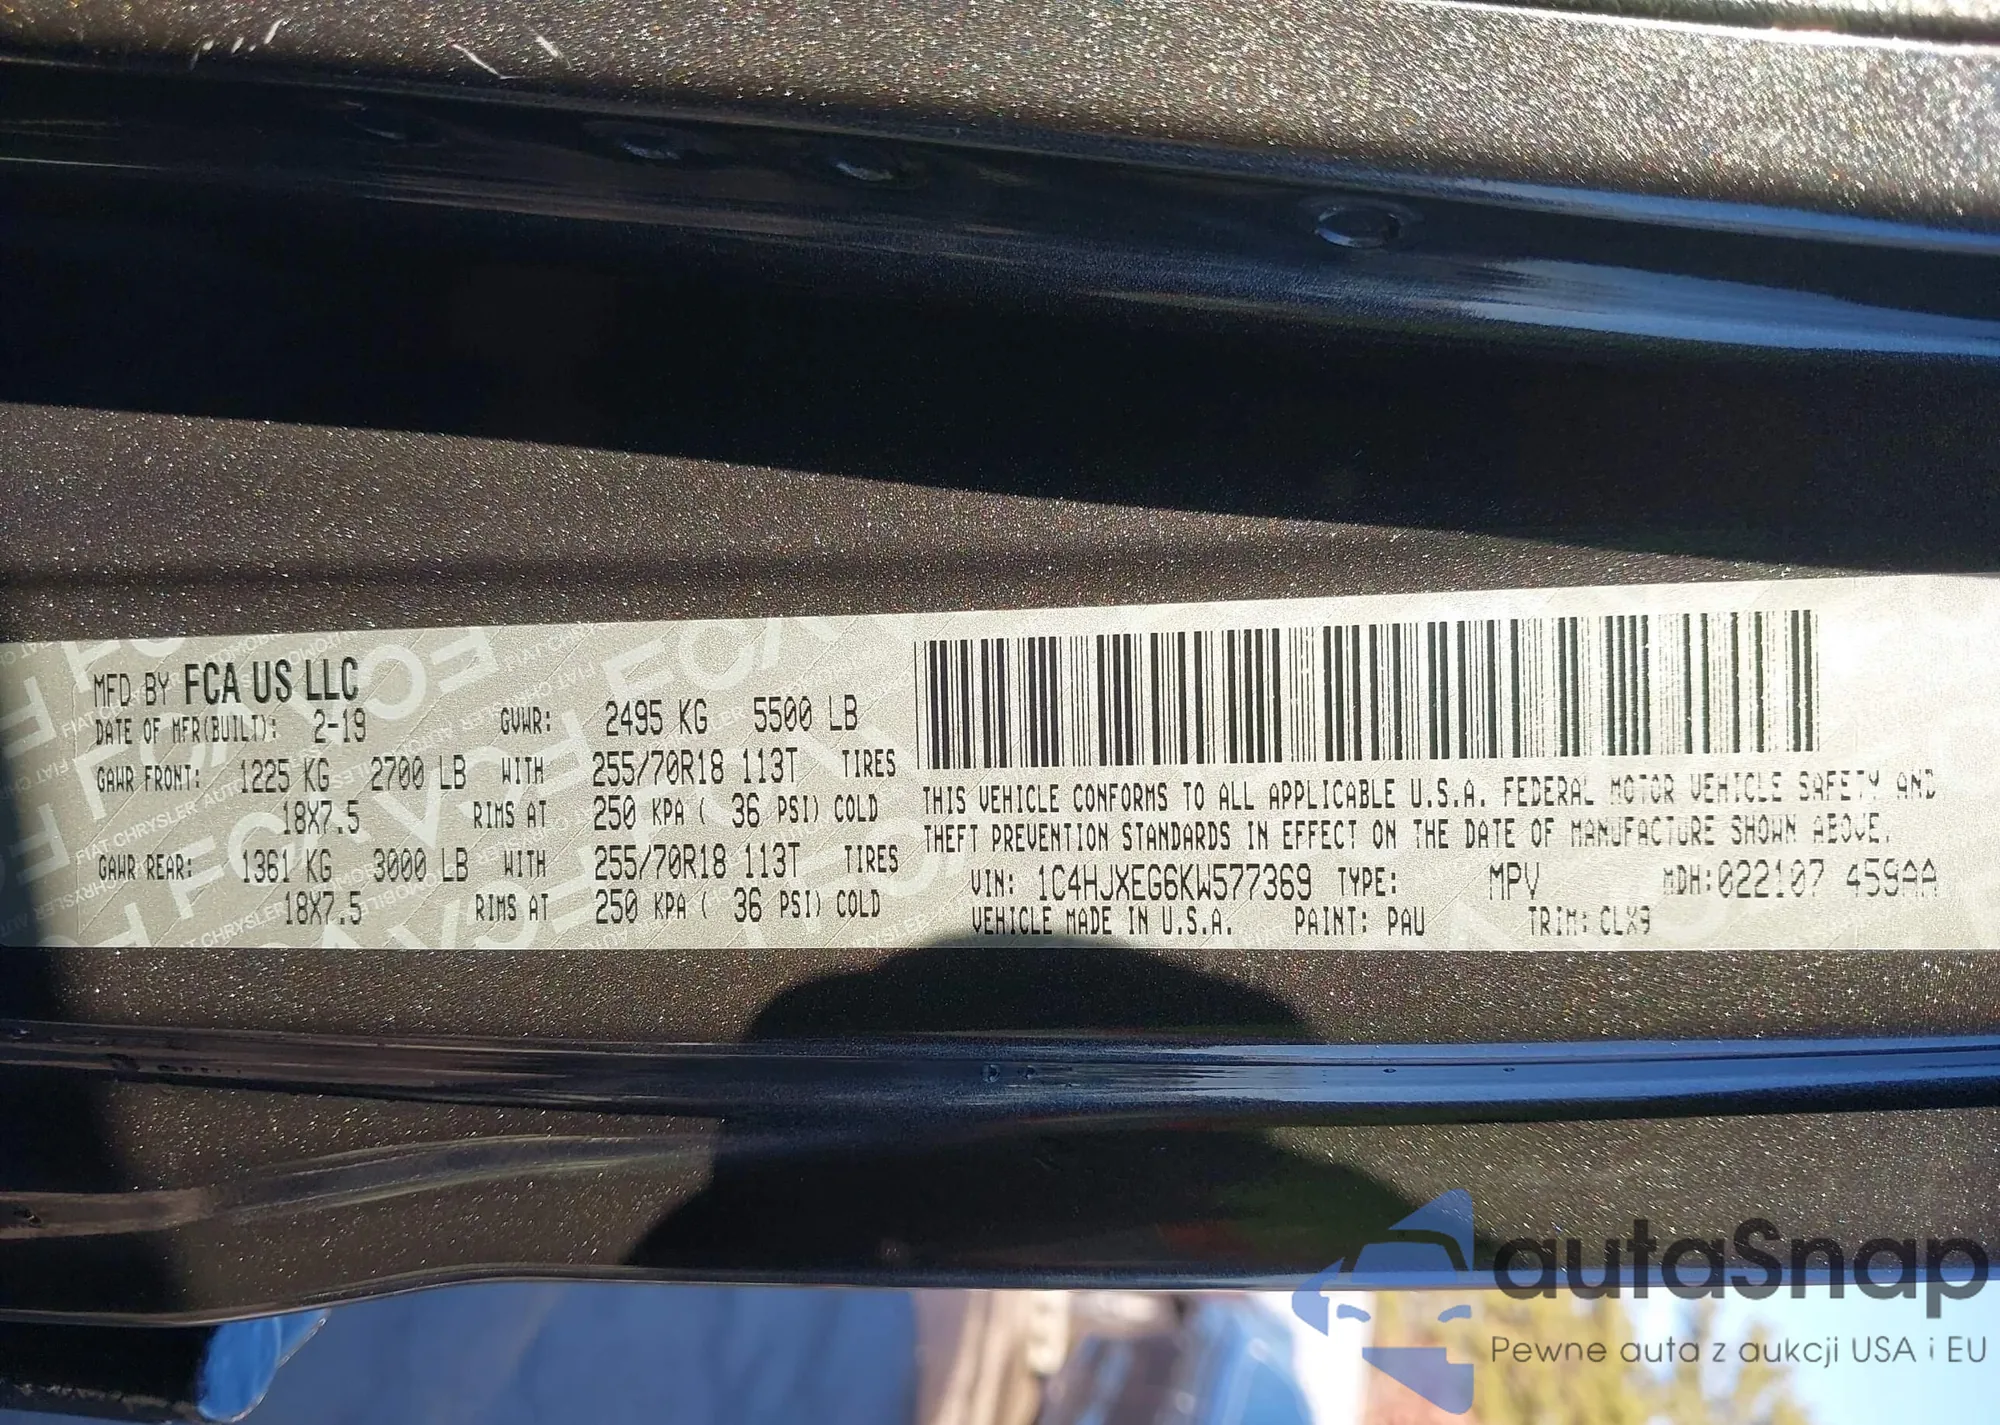 MFD BY FCA US LLC
DATE OF MFR(BUILT): 2-19 GVWR: 2495 KG 5500 LB
GAWR FRONT: 1225 KG 2700 LB WITH 255/70R18 113T TIRES
18X7.5 RIMS AT 250 KPA ( 36 PSI) COLD
GAWR REAR: 1361 KG 3000 LB WITH 255/70R18 113T TIRES
18X7.5 RIMS AT 250 KPA ( 36 PSI) COLD
THIS VEHICLE CONFORMS TO ALL APPLICABLE U.S.A. FEDERAL MOTOR VEHICLE SAFETY AND
THEFT PREVENTION STANDARDS IN EFFECT ON THE DATE OF MANUFACTURE SHOWN ABOVE.
VIN: 1C4HJXEG6KW577369 TYPE: MPV MDH:022107 459AA
VEHICLE MADE IN U.S.A. PAINT: PAU TRIM: CLX9
autaSnap
Pewne auta z aukcji USA i EU